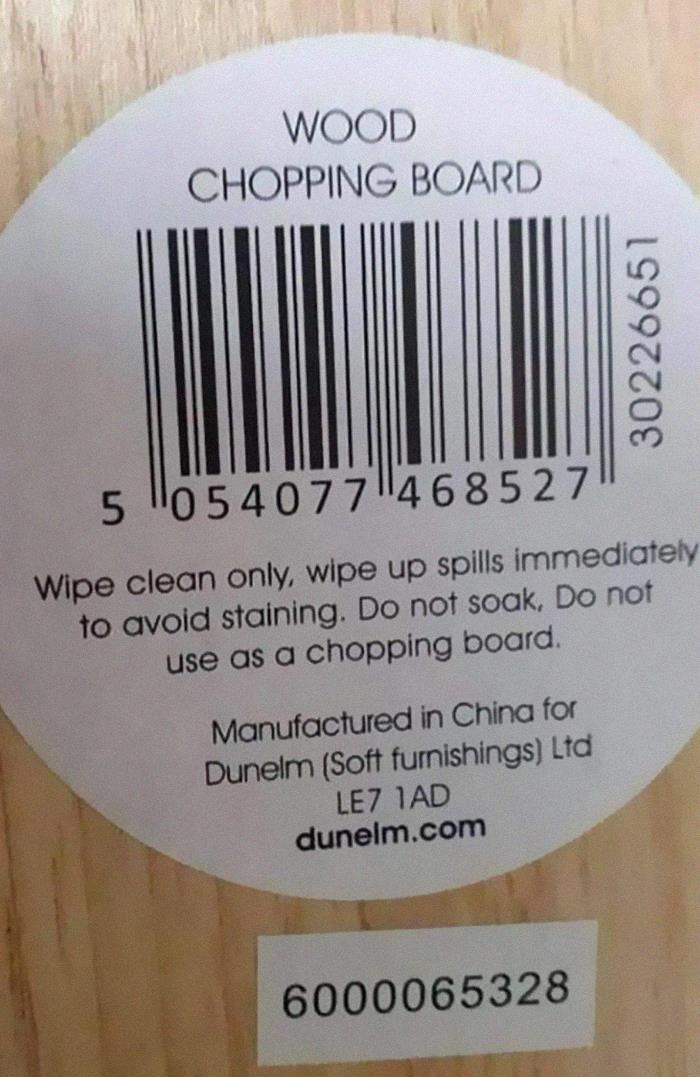 WOOD
CHOPPING BOARD
30226651
5 054077 468527
Wipe clean only, wipe up spills immediately
to avoid staining. Do not soak, Do not
use as a chopping board.
Manufactured in China for
Dunelm (Soft furnishings) Ltd
LE7 1AD
dunelm.com
6000065328